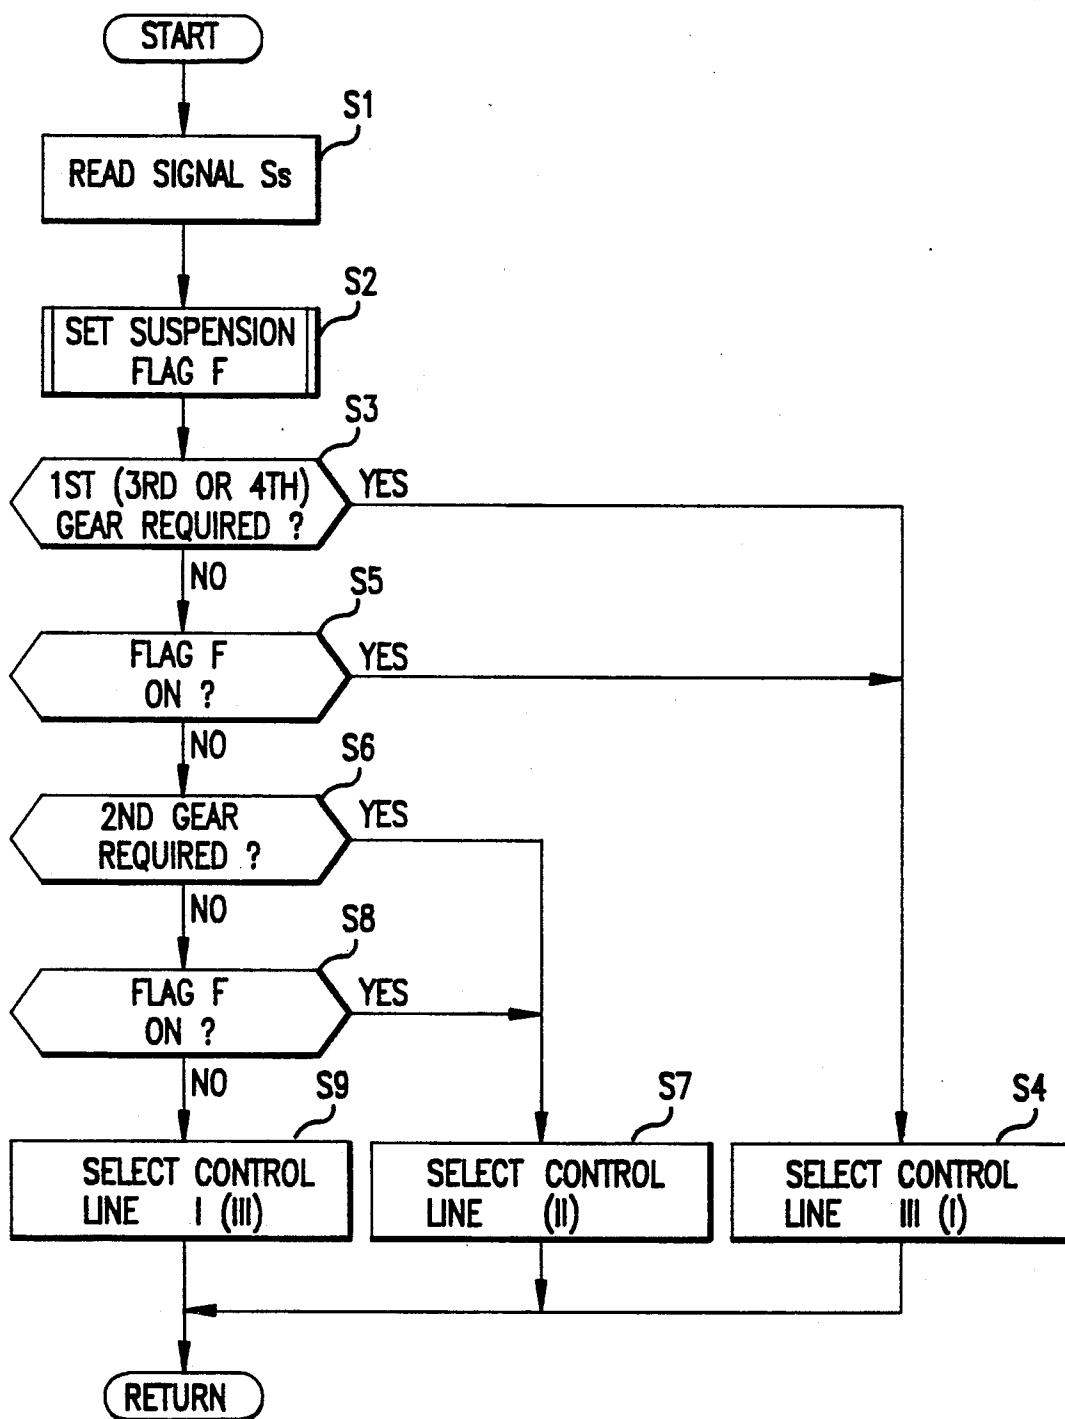 START
S1
READ SIGNAL Ss
S2
SET SUSPENSION
FLAG F
S3
1ST (3RD OR 4TH)
GEAR REQUIRED ?
YES
NO
S5
FLAG F
ON ?
YES
NO
S6
2ND GEAR
REQUIRED ?
YES
NO
S8
FLAG F
ON ?
YES
NO
S9
SELECT CONTROL
LINE I (III)
S7
SELECT CONTROL
LINE (II)
S4
SELECT CONTROL
LINE III (I)
RETURN